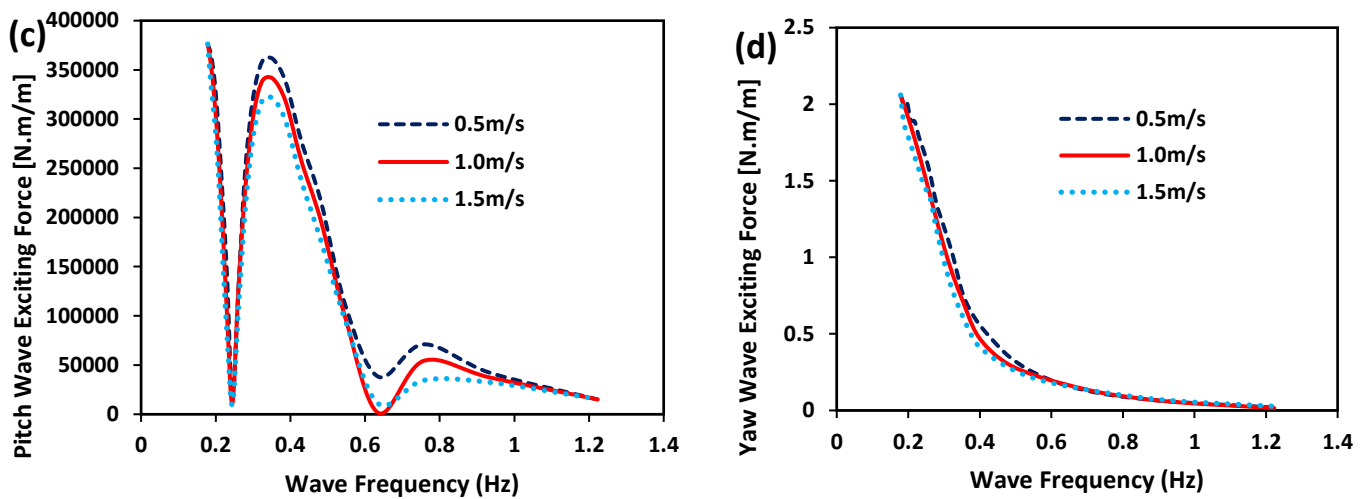 (c)
Pitch Wave Exciting Force [N.m/m]
400000
350000
300000
250000
200000
150000
100000
50000
0
0 0.2 0.4 0.6 0.8 1 1.2 1.4
Wave Frequency (Hz)
0.5m/s
1.0m/s
1.5m/s
(d)
Yaw Wave Exciting Force [N.m/m]
2.5
2
1.5
1
0.5
0
0 0.2 0.4 0.6 0.8 1 1.2 1.4
Wave Frequency (Hz)
0.5m/s
1.0m/s
1.5m/s